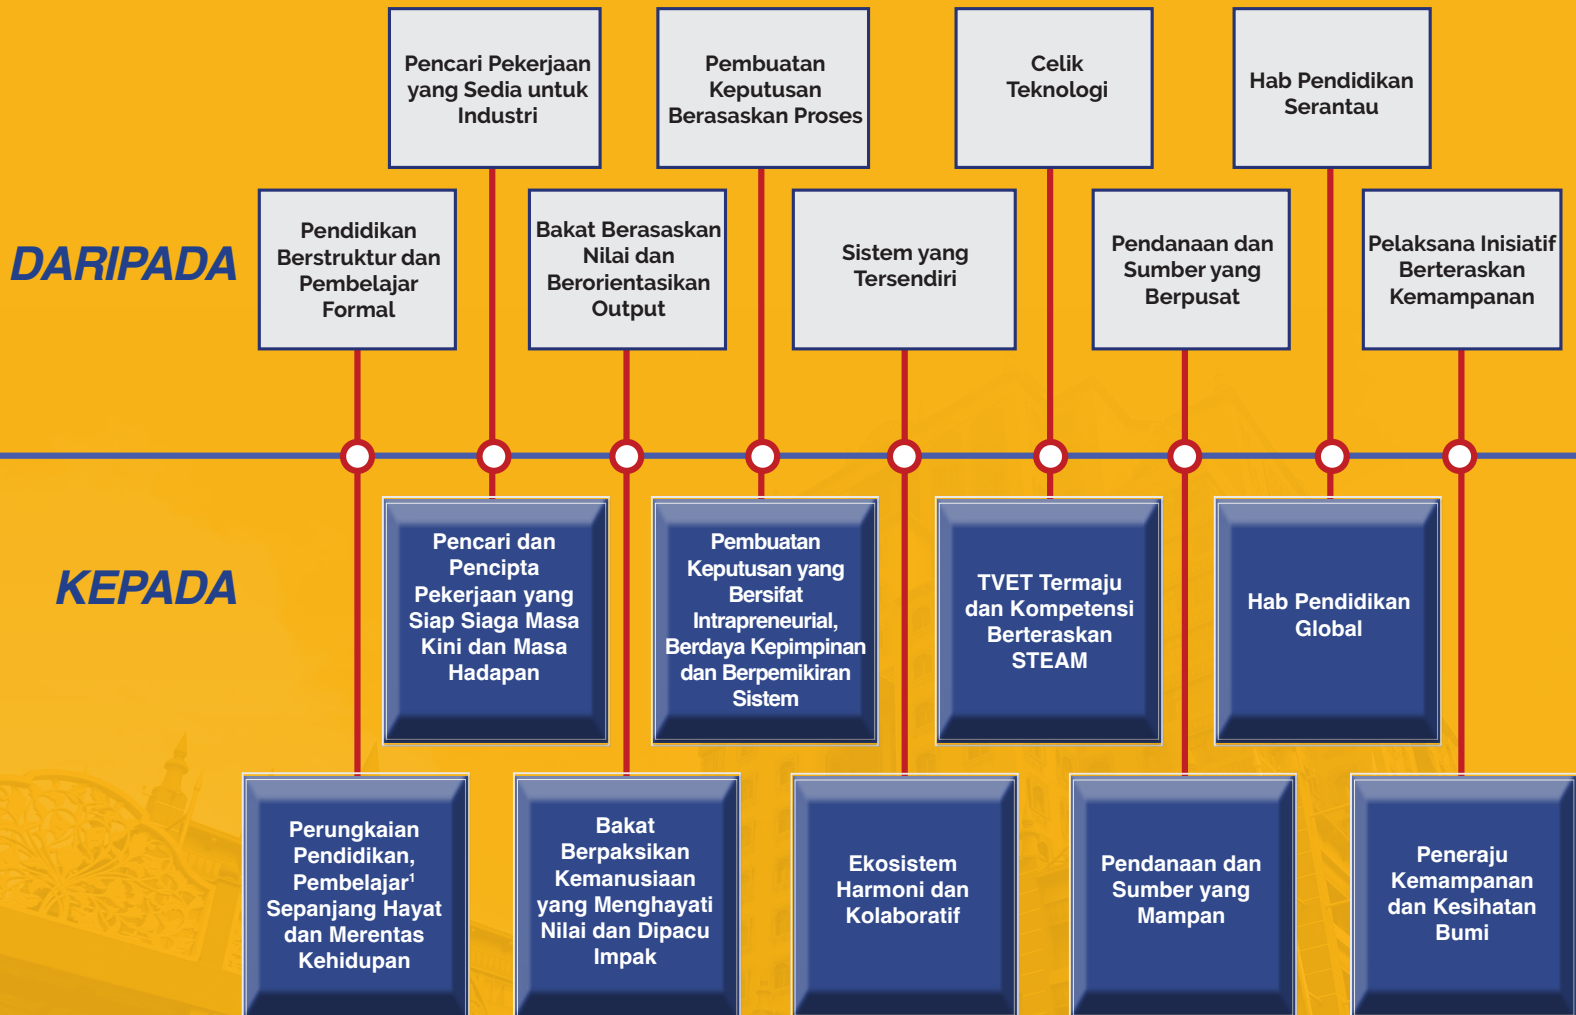 DARIPADA
Pendidikan
Berstruktur dan
Pembelajar
Formal
Pencari Pekerjaan
yang Sedia untuk
Industri
Bakat Berasaskan
Nilai dan
Berorientasikan
Output
Pembuatan
Keputusan
Berasaskan Proses
Sistem yang
Tersendiri
Celik
Teknologi
Pendanaan dan
Sumber yang
Berpusat
Hab Pendidikan
Serantau
Pelaksana Inisiatif
Berteraskan
Kemampanan
KEPADA
Perungkaian
Pendidikan,
Pembelajar¹
Sepanjang Hayat
dan Merentas
Kehidupan
Pencari dan
Pencipta
Pekerjaan yang
Siap Siaga Masa
Kini dan Masa
Hadapan
Bakat
Berpaksikan
Kemanusiaan
yang Menghayati
Nilai dan Dipacu
Impak
Pembuatan
Keputusan yang
Bersifat
Intrapreneurial,
Berdaya Kepimpinan
dan Berpemikiran
Sistem
Ekosistem
Harmoni dan
Kolaboratif
TVET Termaju
dan Kompetensi
Berteraskan
STEAM
Pendanaan dan
Sumber yang
Mampan
Hab Pendidikan
Global
Peneraju
Kemampanan
dan Kesihatan
Bumi